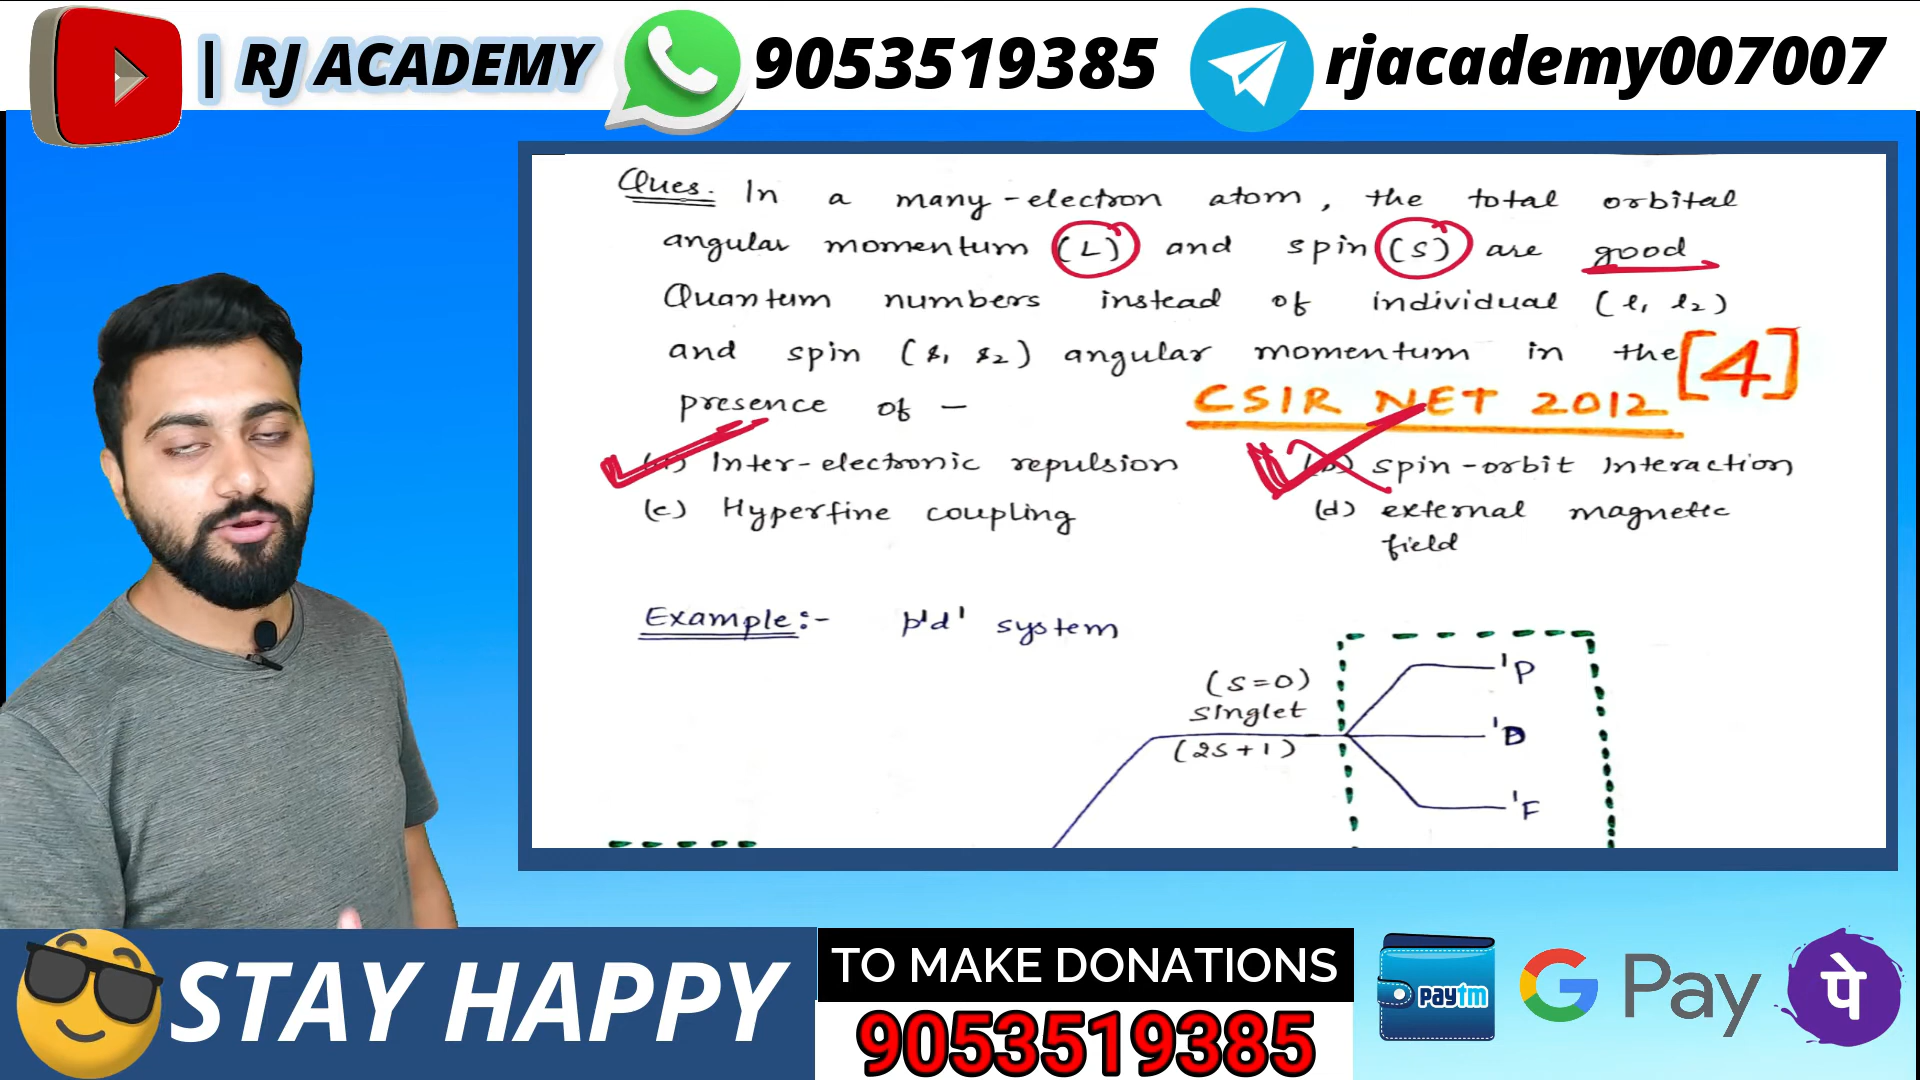 | RJ ACADEMY 9053519385 rjacademy007007
Ques. In a many-electron atom, the total orbital
angular momentum (L) and spin (S) are good
Quantum numbers instead of individual (l₁ l₂)
and spin (s₁ s₂) angular momentum in the [4]
presence of – CSIR NET 2012
(a) Inter-electronic repulsion (b) spin-orbit Interaction
(c) Hyperfine coupling (d) external magnetic
field
Example:- p¹d¹ system
(S=0)
singlet
(2S+1)
¹P
¹D
¹F
STAY HAPPY
TO MAKE DONATIONS
9053519385
paytm
G Pay
पे